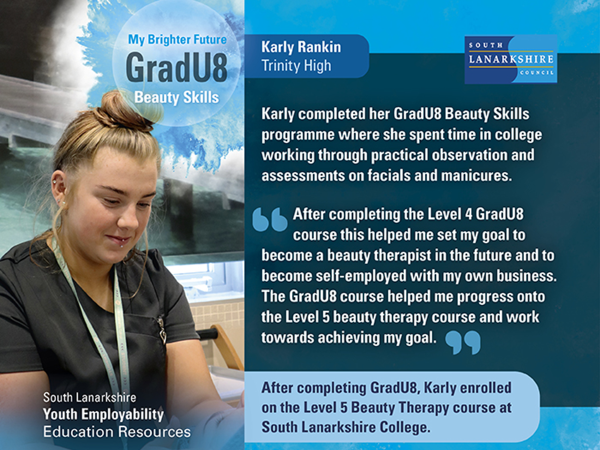 My Brighter Future
GradU8
Beauty Skills
Karly Rankin
Trinity High
SOUTH
LANARKSHIRE
COUNCIL
Karly completed her GradU8 Beauty Skills
programme where she spent time in college
working through practical observation and
assessments on facials and manicures.
“ After completing the Level 4 GradU8
course this helped me set my goal to
become a beauty therapist in the future and to
become self-employed with my own business.
The GradU8 course helped me progress onto
the Level 5 beauty therapy course and work
towards achieving my goal. ”
South Lanarkshire
Youth Employability
Education Resources
After completing GradU8, Karly enrolled
on the Level 5 Beauty Therapy course at
South Lanarkshire College.